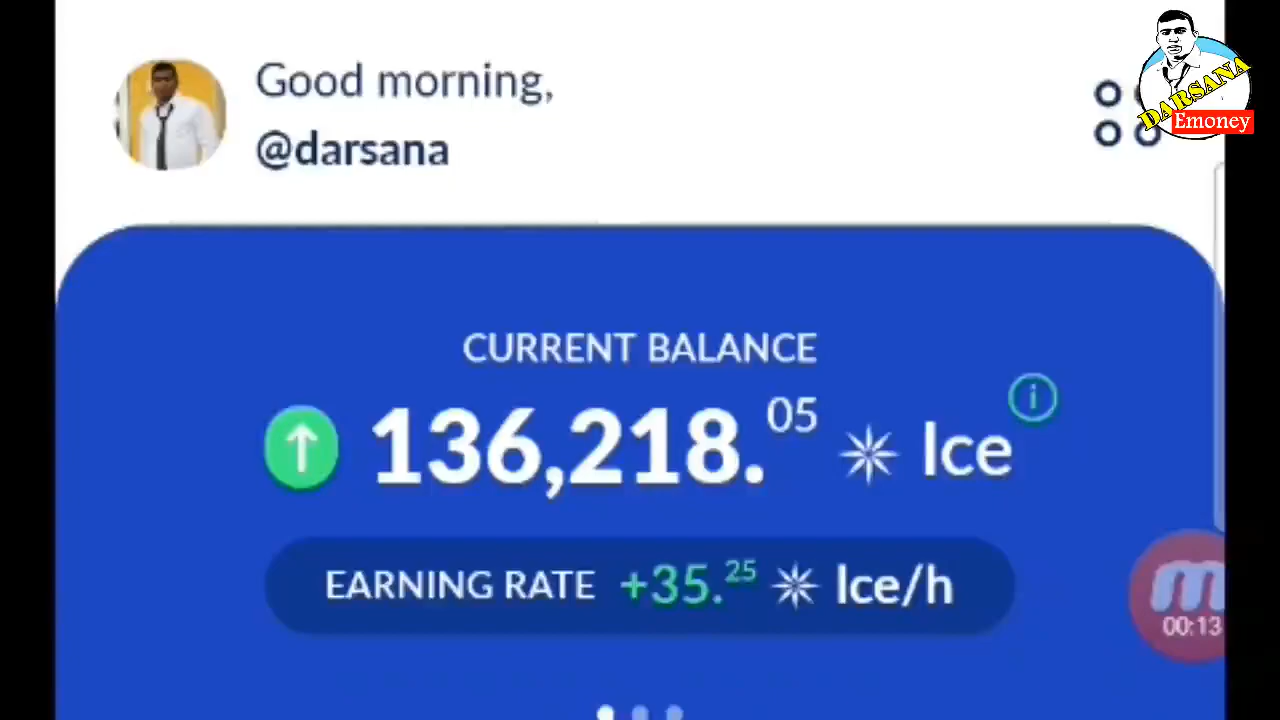 Good morning,
@darsana
DARSANA
Emoney
CURRENT BALANCE
136,218.05 Ice
i
EARNING RATE +35.25 Ice/h
m
00:13